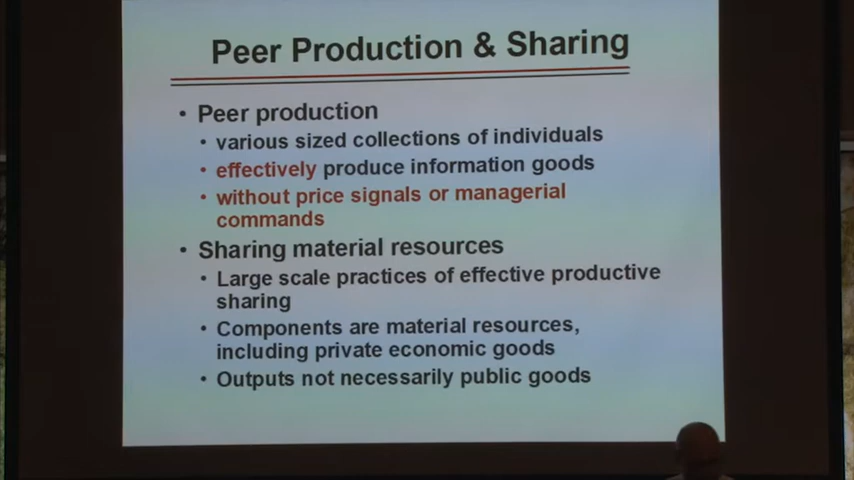 Peer Production & Sharing
• Peer production
• various sized collections of individuals
• effectively produce information goods
• without price signals or managerial
commands
• Sharing material resources
• Large scale practices of effective productive
sharing
• Components are material resources,
including private economic goods
• Outputs not necessarily public goods